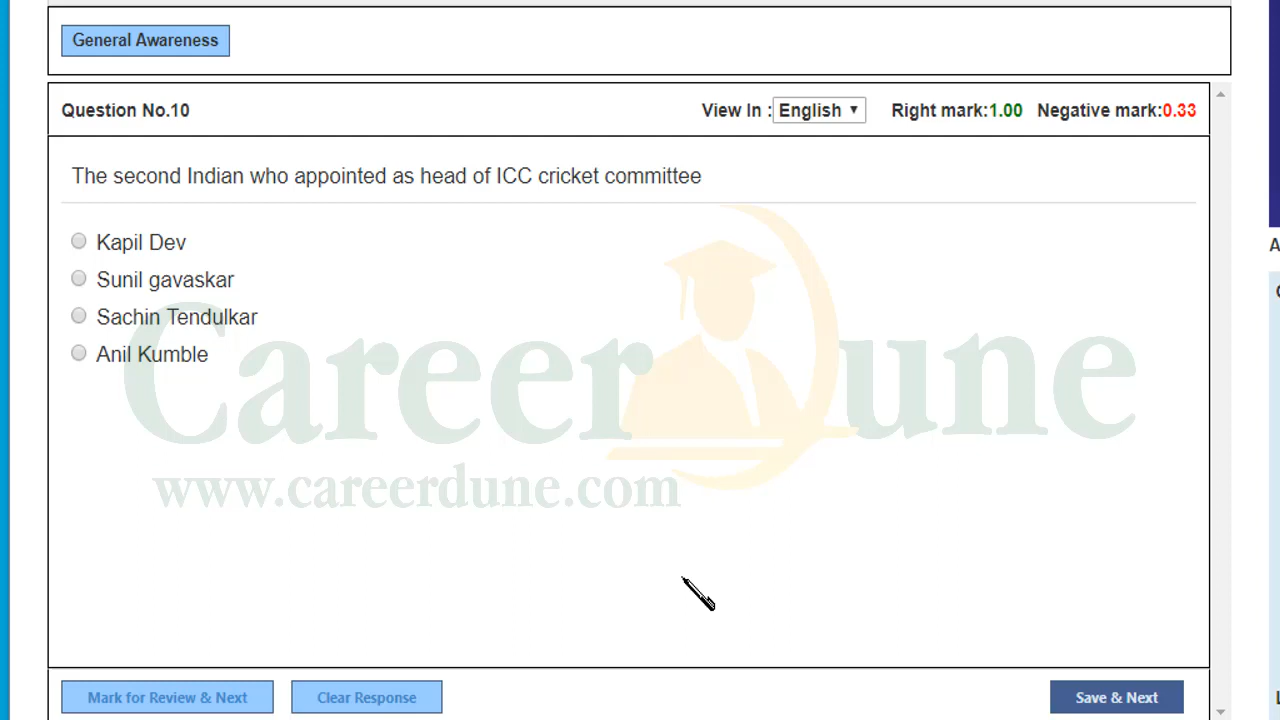 General Awareness
Question No.10 View In : English ▼ Right mark:1.00 Negative mark:0.33
The second Indian who appointed as head of ICC cricket committee
Kapil Dev
Sunil gavaskar
Sachin Tendulkar
Anil Kumble
CareerDune
www.careerdune.com
Mark for Review & Next Clear Response Save & Next